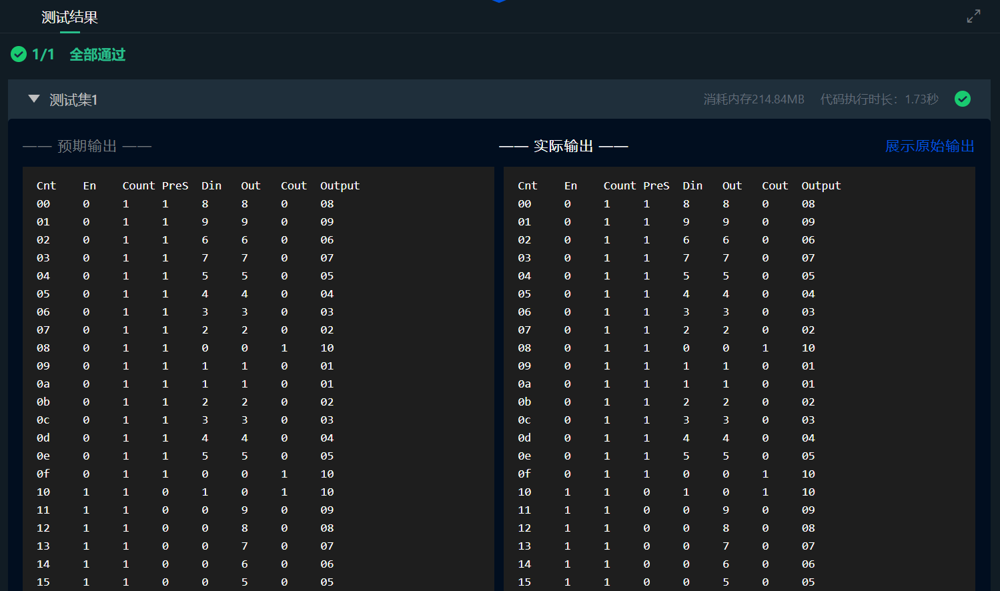 测试结果
1/1 全部通过
测试集1 消耗内存214.84MB 代码执行时长：1.73秒
—— 预期输出 —— —— 实际输出 —— 展示原始输出
Cnt En Count PreS Din Out Cout Output Cnt En Count PreS Din Out Cout Output
00 0 1 1 8 8 0 08 00 0 1 1 8 8 0 08
01 0 1 1 9 9 0 09 01 0 1 1 9 9 0 09
02 0 1 1 6 6 0 06 02 0 1 1 6 6 0 06
03 0 1 1 7 7 0 07 03 0 1 1 7 7 0 07
04 0 1 1 5 5 0 05 04 0 1 1 5 5 0 05
05 0 1 1 4 4 0 04 05 0 1 1 4 4 0 04
06 0 1 1 3 3 0 03 06 0 1 1 3 3 0 03
07 0 1 1 2 2 0 02 07 0 1 1 2 2 0 02
08 0 1 1 0 0 1 10 08 0 1 1 0 0 1 10
09 0 1 1 1 1 0 01 09 0 1 1 1 1 0 01
0a 0 1 1 1 1 0 01 0a 0 1 1 1 1 0 01
0b 0 1 1 2 2 0 02 0b 0 1 1 2 2 0 02
0c 0 1 1 3 3 0 03 0c 0 1 1 3 3 0 03
0d 0 1 1 4 4 0 04 0d 0 1 1 4 4 0 04
0e 0 1 1 5 5 0 05 0e 0 1 1 5 5 0 05
0f 0 1 1 0 0 1 10 0f 0 1 1 0 0 1 10
10 1 1 0 1 0 1 10 10 1 1 0 1 0 1 10
11 1 1 0 0 9 0 09 11 1 1 0 0 9 0 09
12 1 1 0 0 8 0 08 12 1 1 0 0 8 0 08
13 1 1 0 0 7 0 07 13 1 1 0 0 7 0 07
14 1 1 0 0 6 0 06 14 1 1 0 0 6 0 06
15 1 1 0 0 5 0 05 15 1 1 0 0 5 0 05